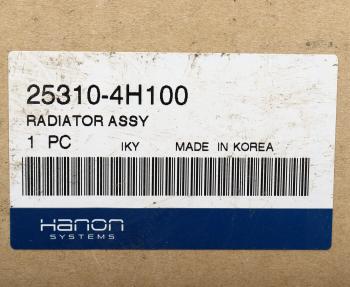 25310-4H100
RADIATOR ASSY
1 PC IKY MADE IN KOREA
Hanon
SYSTEMS